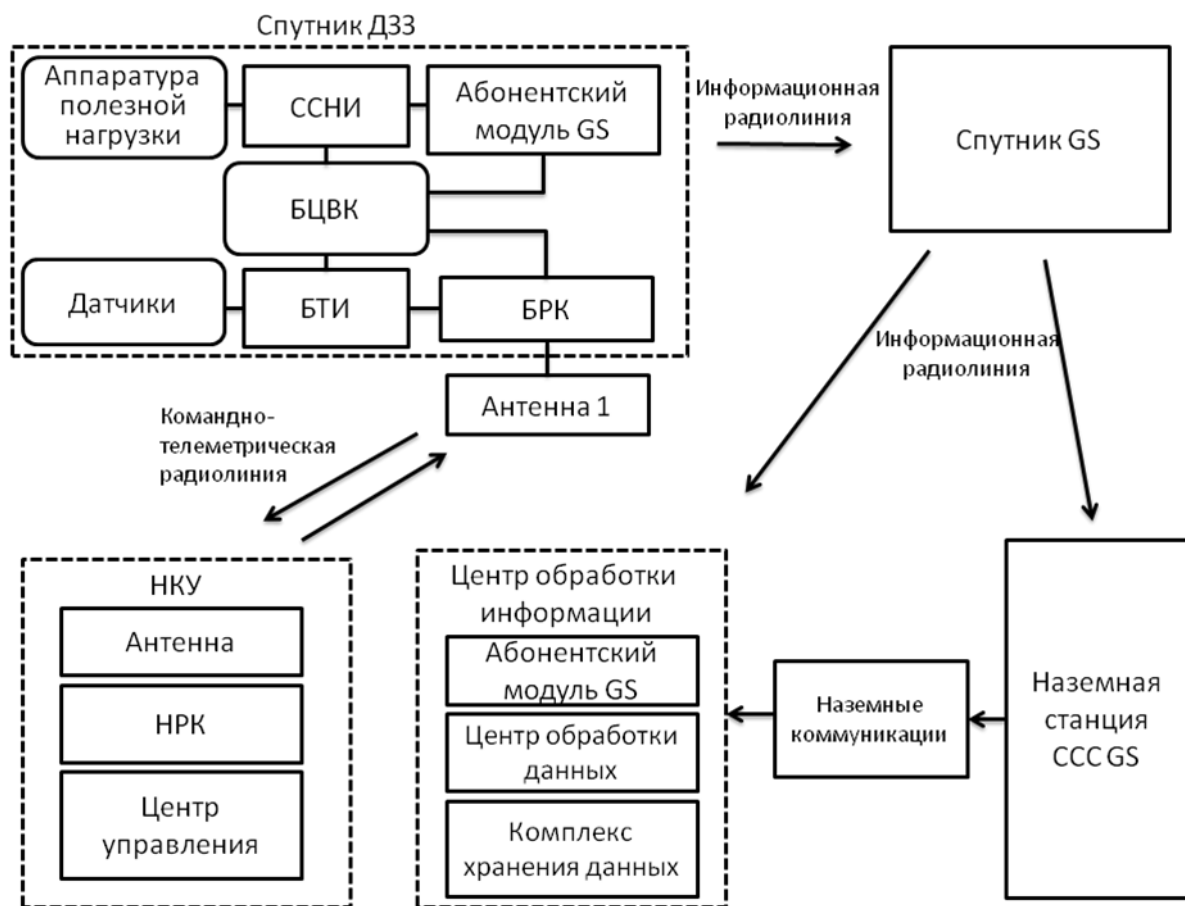 Спутник ДЗЗ
Аппаратура
полезной
нагрузки
ССНИ
Абонентский
модуль GS
Информационная
радиолиния
Спутник GS
БЦВК
Датчики
БТИ
БРК
Информационная
радиолиния
Антенна 1
Командно-
телеметрическая
радиолиния
НКУ
Антенна
НРК
Центр
управления
Центр обработки
информации
Абонентский
модуль GS
Центр обработки
данных
Комплекс
хранения данных
Наземные
коммуникации
Наземная
станция
ССС GS